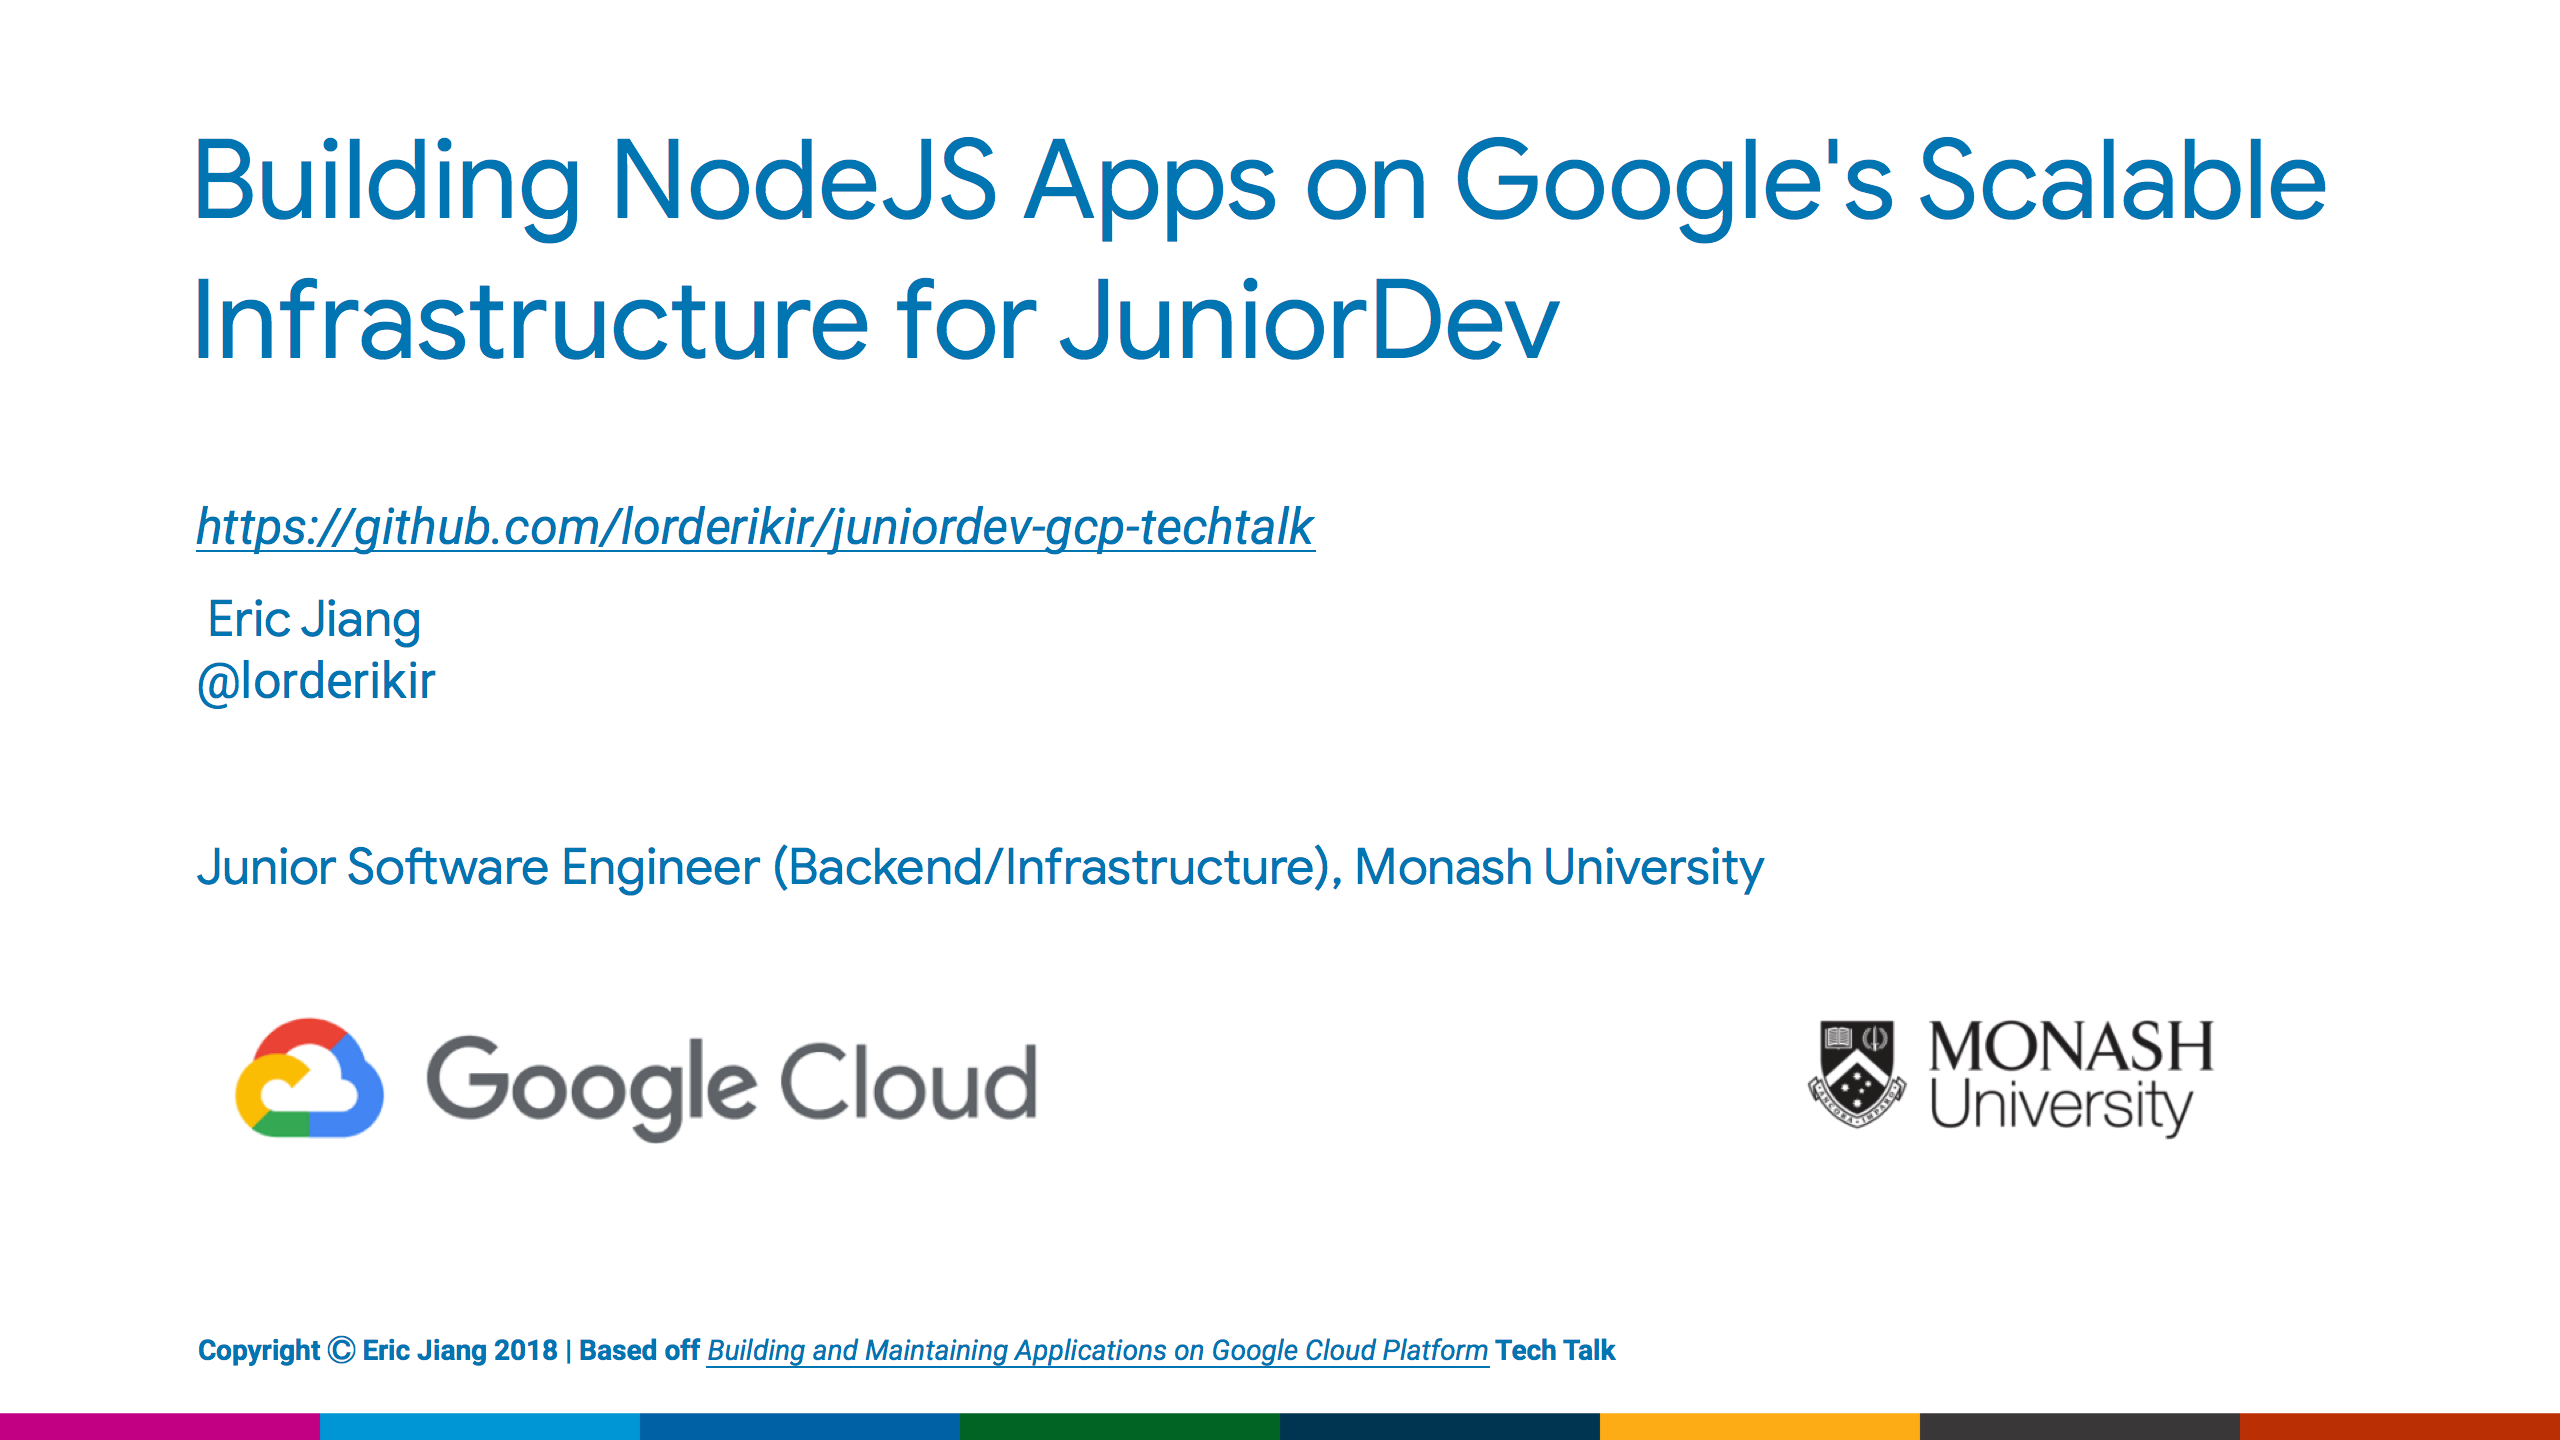 Building NodeJS Apps on Google's Scalable
Infrastructure for JuniorDev
https://github.com/lorderikir/juniordev-gcp-techtalk
Eric Jiang
@lorderikir
Junior Software Engineer (Backend/Infrastructure), Monash University
Google Cloud
MONASH
University
ANCORA IMPARO
Copyright © Eric Jiang 2018 | Based off Building and Maintaining Applications on Google Cloud Platform Tech Talk